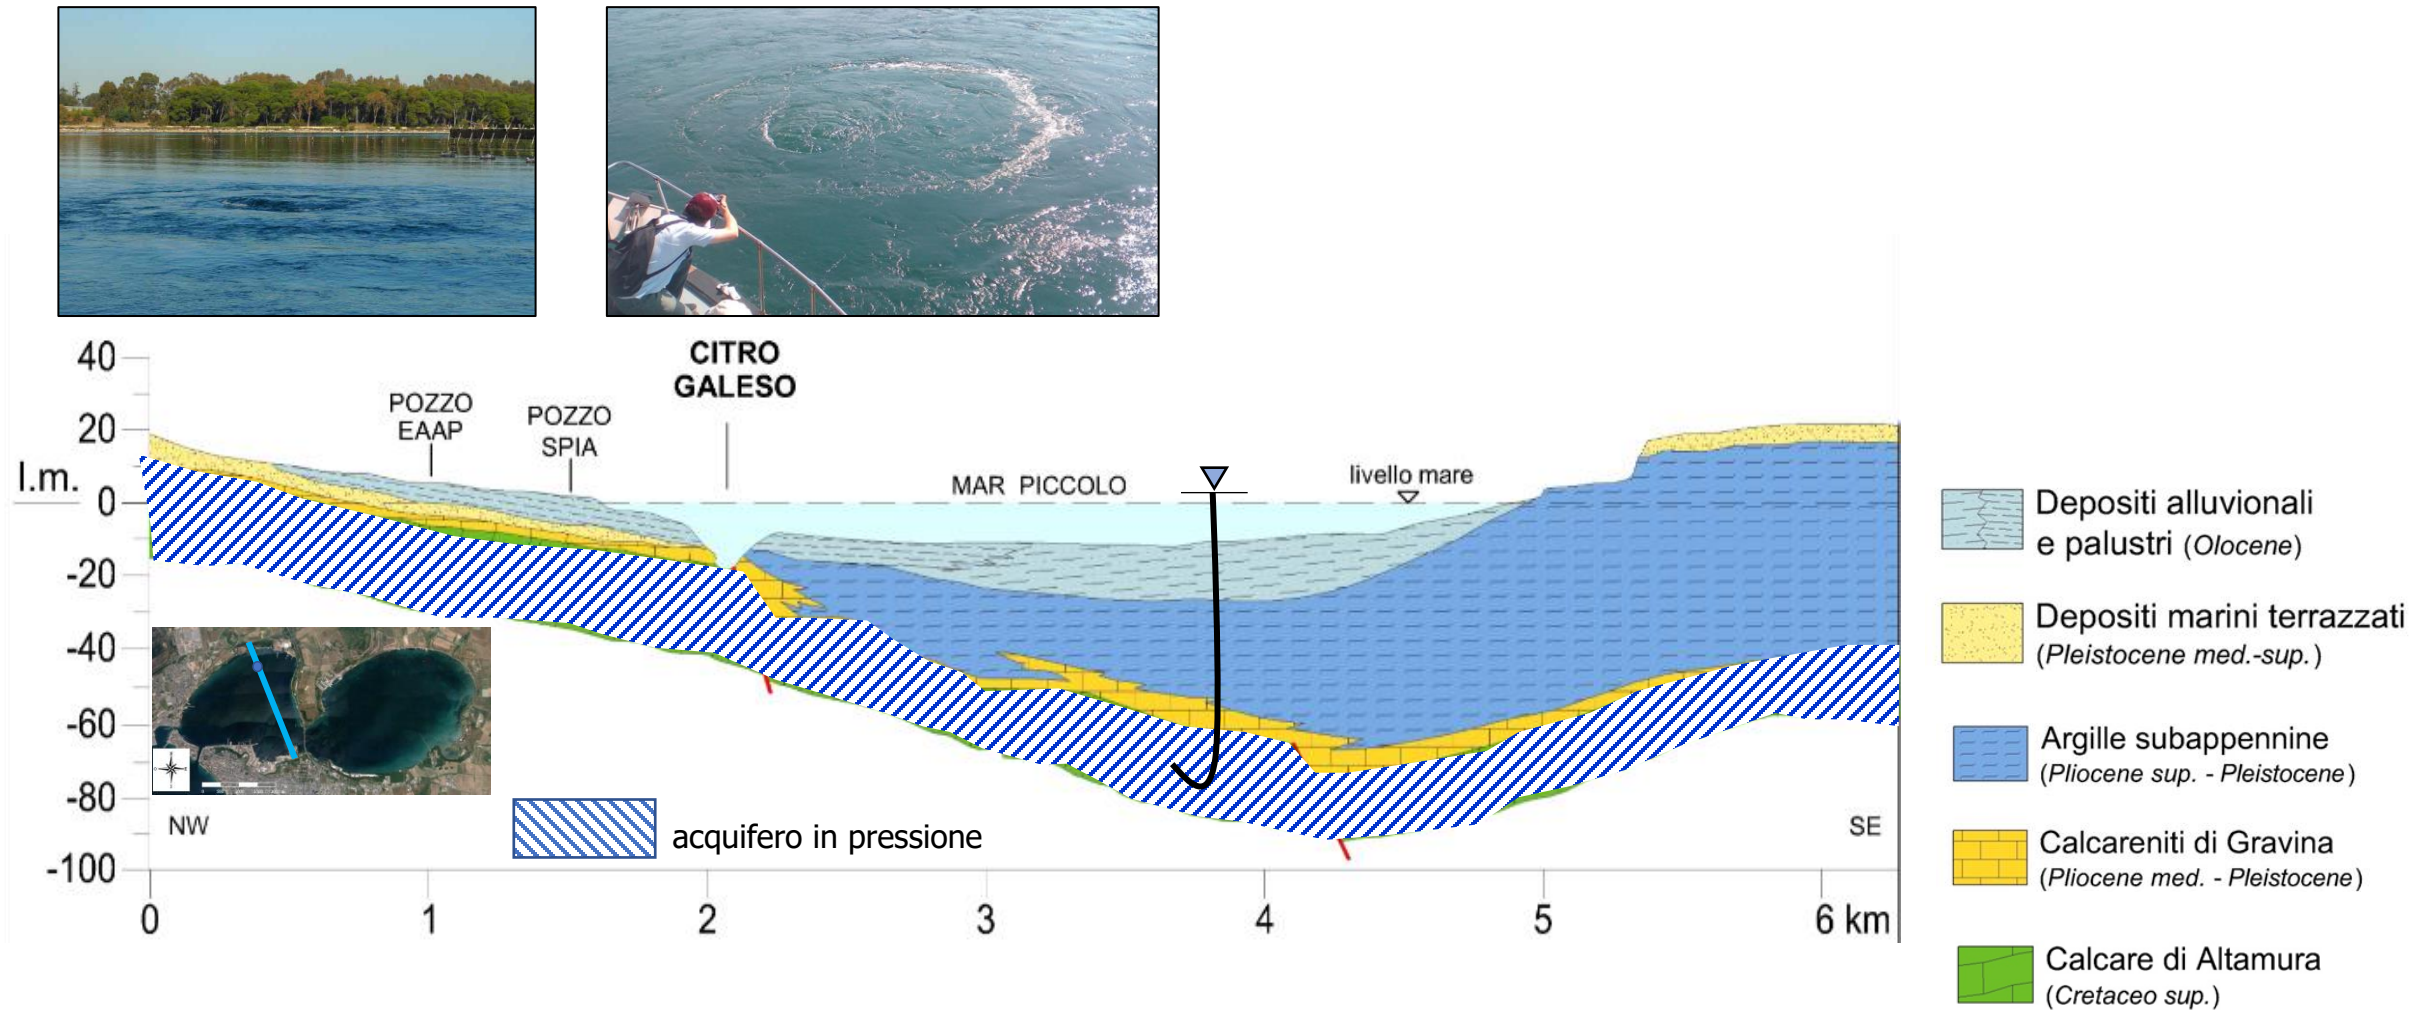 CITRO
GALESO
POZZO
EAAP
POZZO
SPIA
MAR PICCOLO
livello mare
40
20
l.m.
0
-20
-40
-60
-80
-100
NW
SE
acquifero in pressione
0
1
2
3
4
5
6 km
Depositi alluvionali
e palustri (Olocene)
Depositi marini terrazzati
(Pleistocene med.-sup.)
Argille subappennine
(Pliocene sup. - Pleistocene)
Calcareniti di Gravina
(Pliocene med. - Pleistocene)
Calcare di Altamura
(Cretaceo sup.)